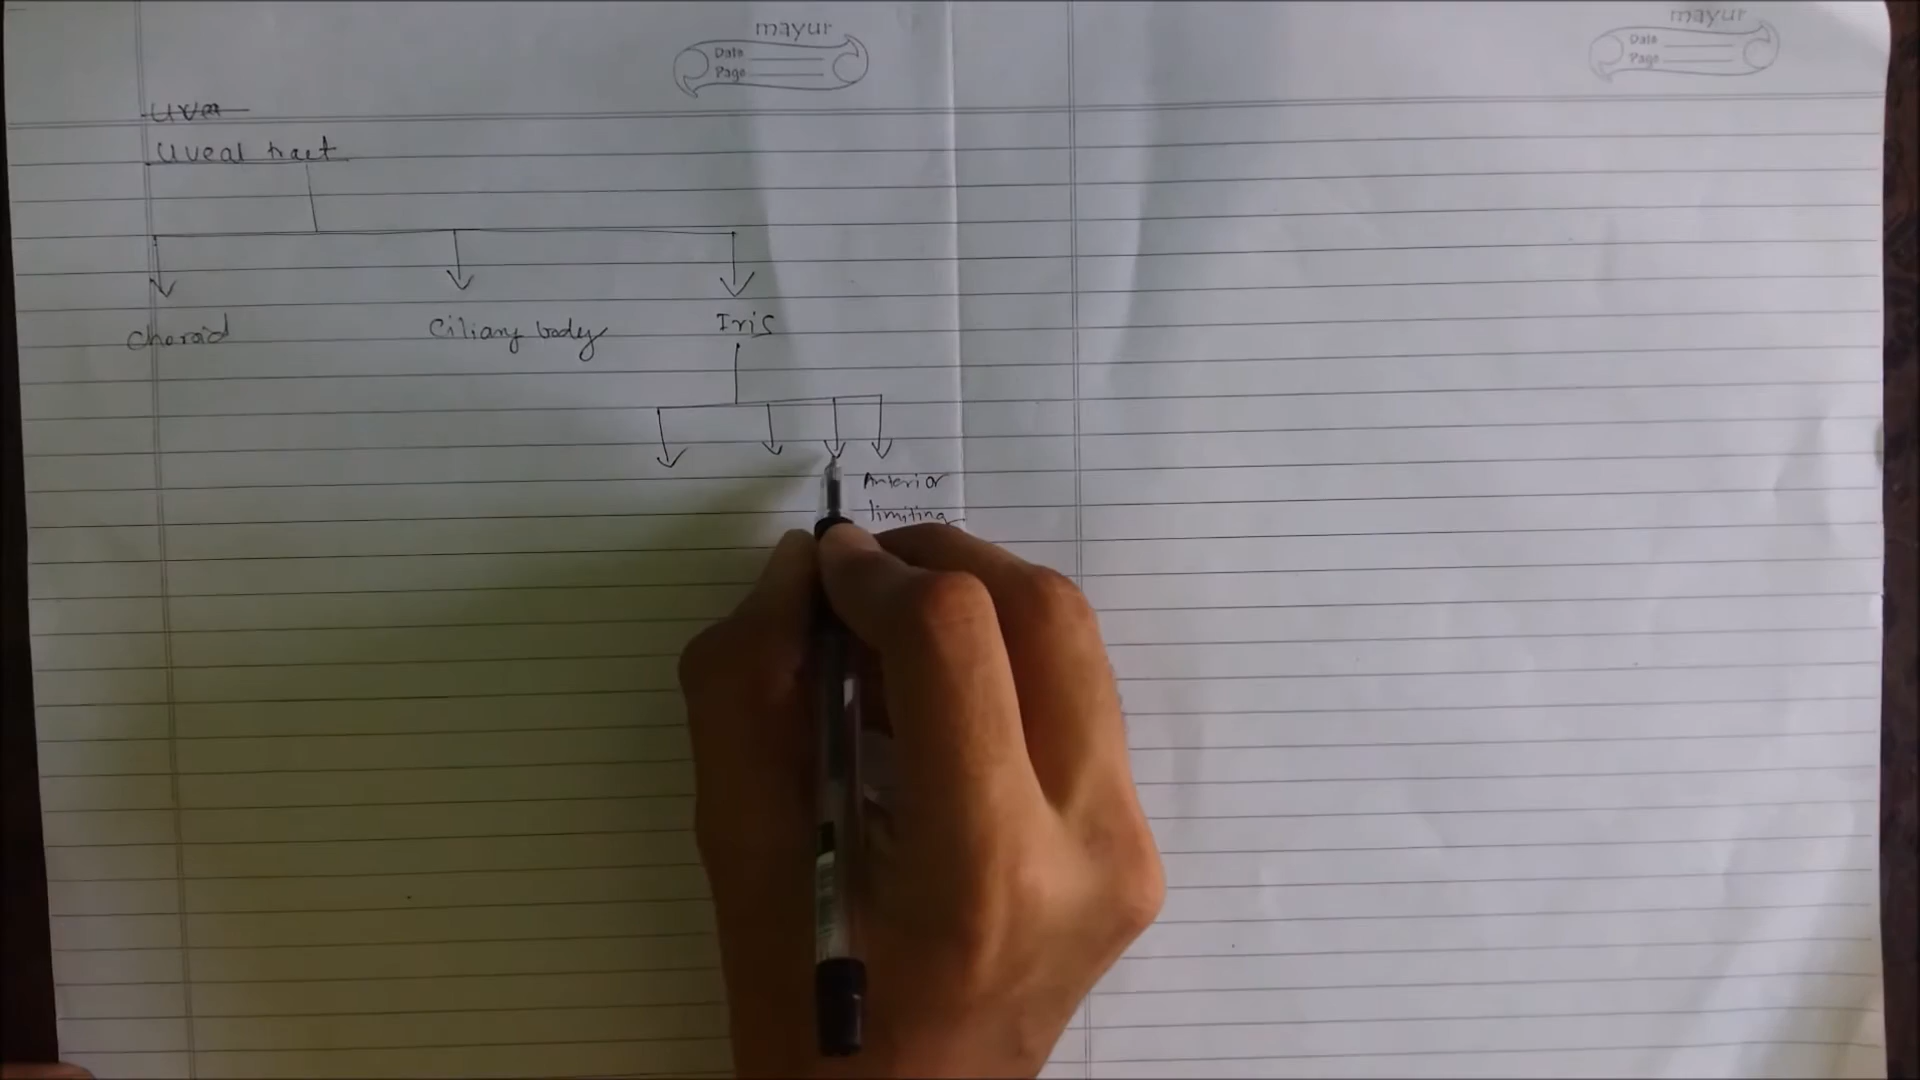 mayur
Date
Page
mayur
Date
Page
Uvea
Uveal tract
Choroid
Ciliary body
Iris
Anterior
limiting